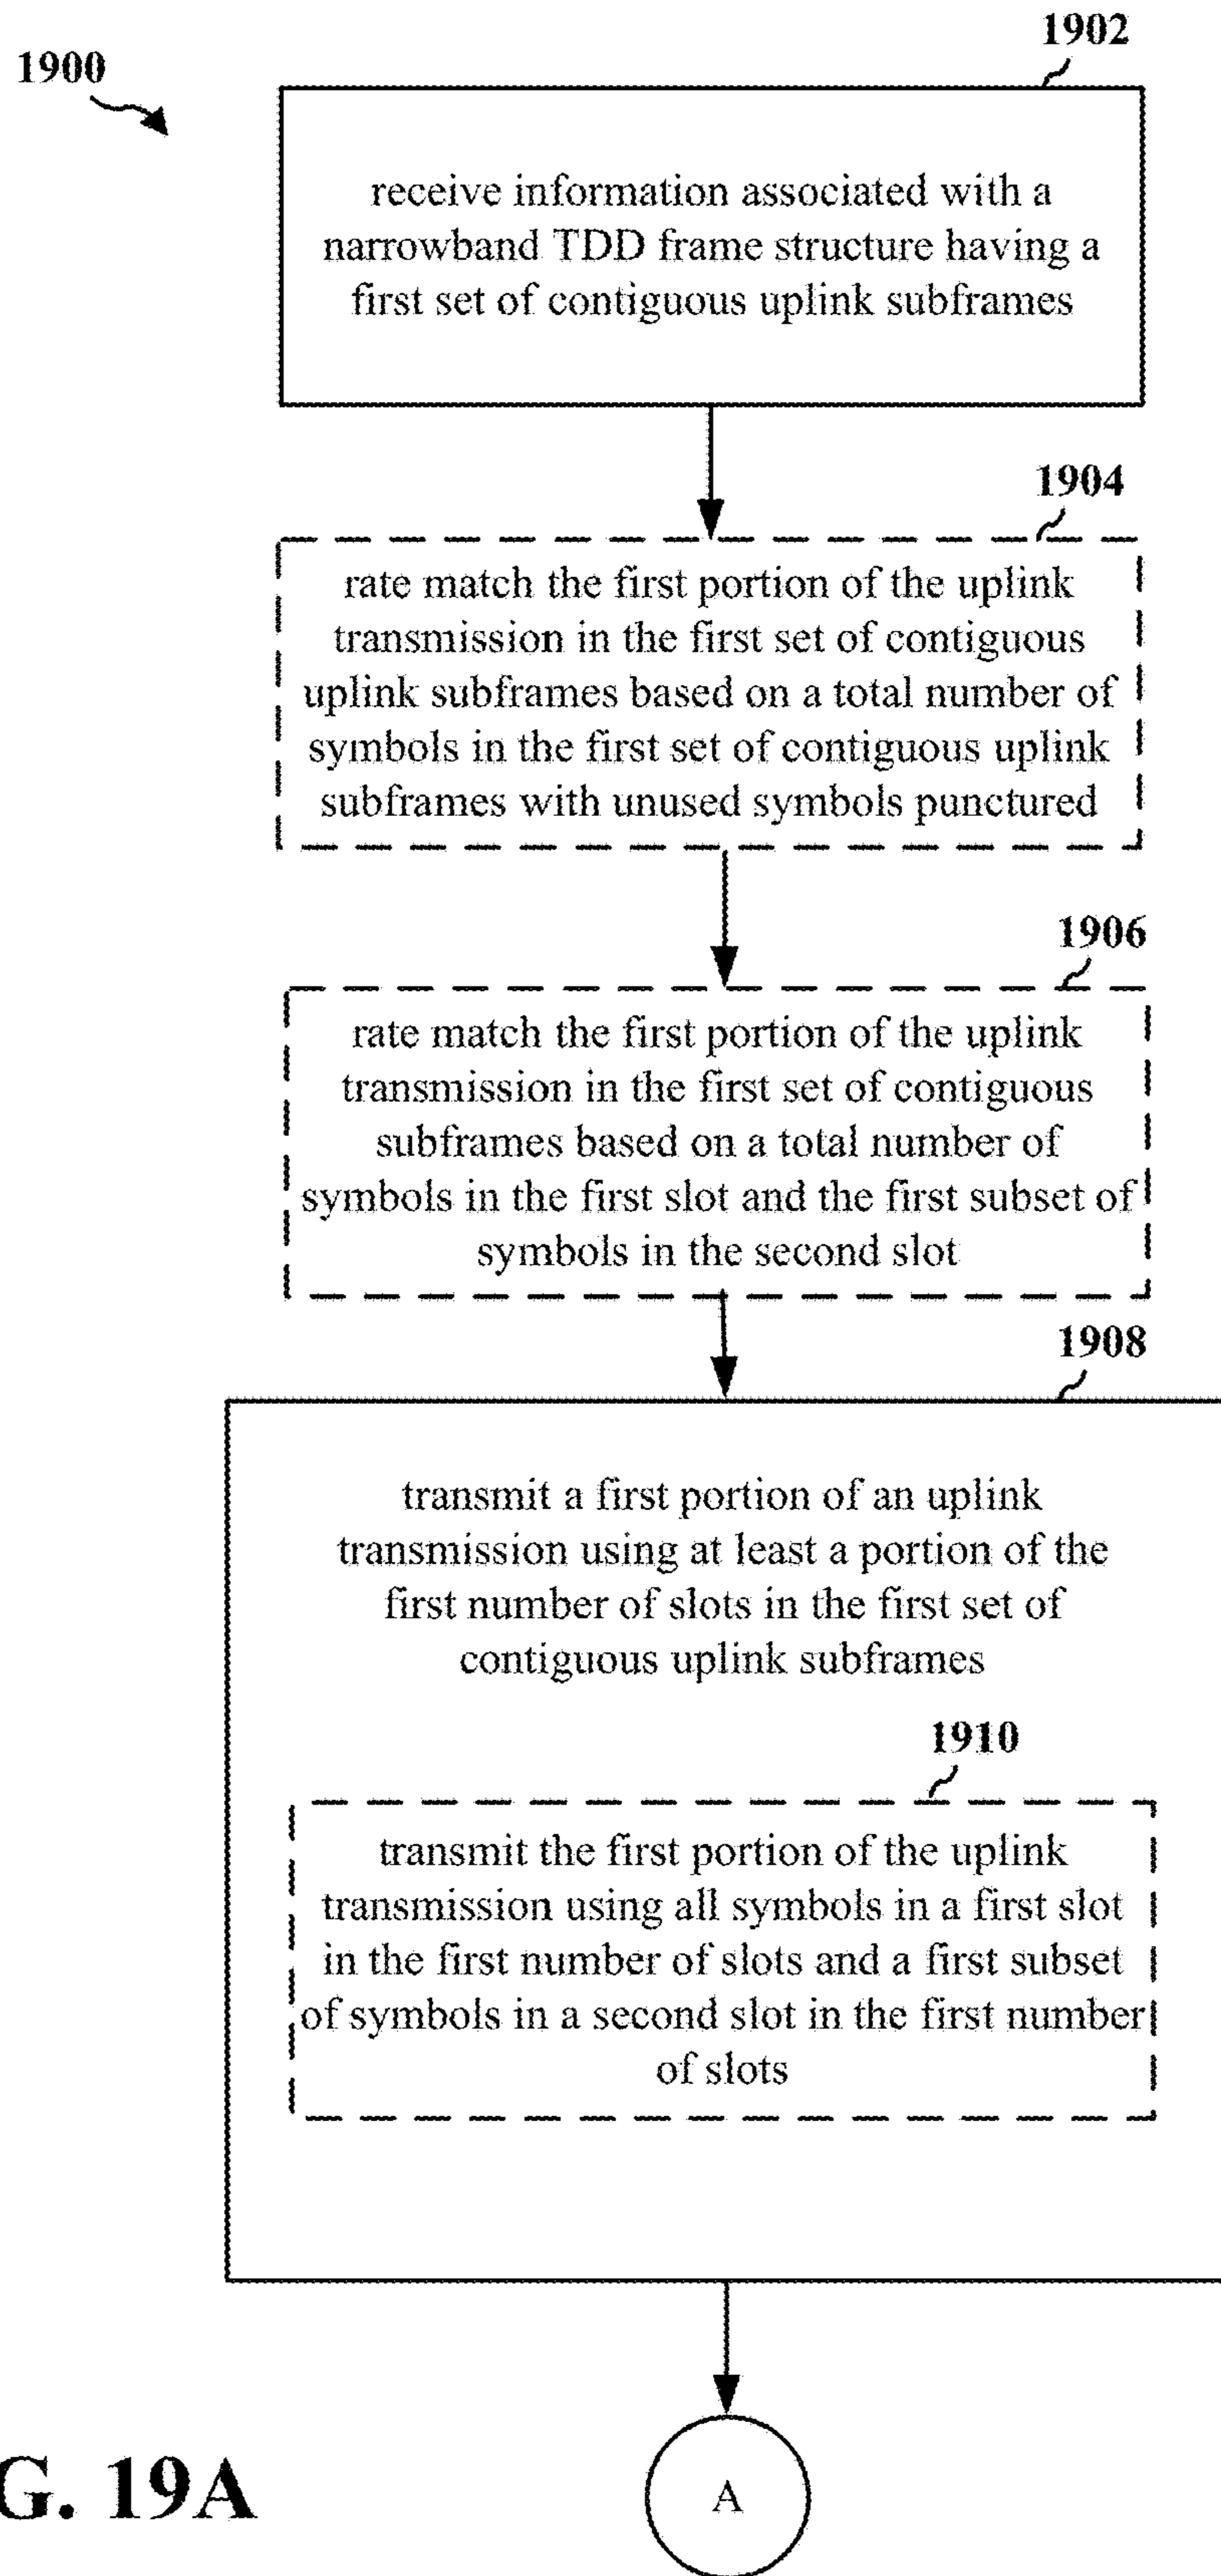 1900
1902
receive information associated with a
narrowband TDD frame structure having a
first set of contiguous uplink subframes
1904
rate match the first portion of the uplink
transmission in the first set of contiguous
uplink subframes based on a total number of
symbols in the first set of contiguous uplink
subframes with unused symbols punctured
1906
rate match the first portion of the uplink
transmission in the first set of contiguous
subframes based on a total number of
symbols in the first slot and the first subset of
symbols in the second slot
1908
transmit a first portion of an uplink
transmission using at least a portion of the
first number of slots in the first set of
contiguous uplink subframes
1910
transmit the first portion of the uplink
transmission using all symbols in a first slot
in the first number of slots and a first subset
of symbols in a second slot in the first number
of slots
G. 19A
A